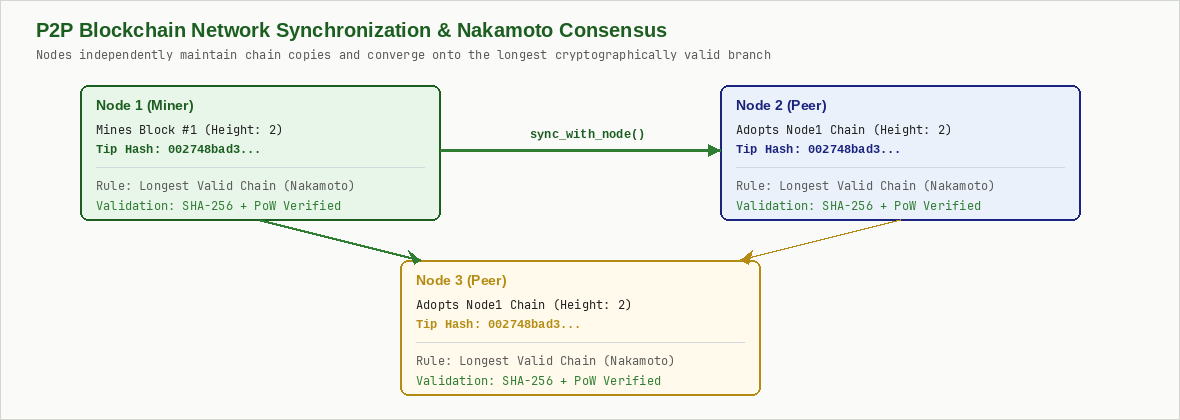 P2P Blockchain Network Synchronization & Nakamoto Consensus
Nodes independently maintain chain copies and converge onto the longest cryptographically valid branch
Node 1 (Miner)
Mines Block #1 (Height: 2)
Tip Hash: 002748bad3...
Rule: Longest Valid Chain (Nakamoto)
Validation: SHA-256 + PoW Verified
sync_with_node()
Node 2 (Peer)
Adopts Node1 Chain (Height: 2)
Tip Hash: 002748bad3...
Rule: Longest Valid Chain (Nakamoto)
Validation: SHA-256 + PoW Verified
Node 3 (Peer)
Adopts Node1 Chain (Height: 2)
Tip Hash: 002748bad3...
Rule: Longest Valid Chain (Nakamoto)
Validation: SHA-256 + PoW Verified